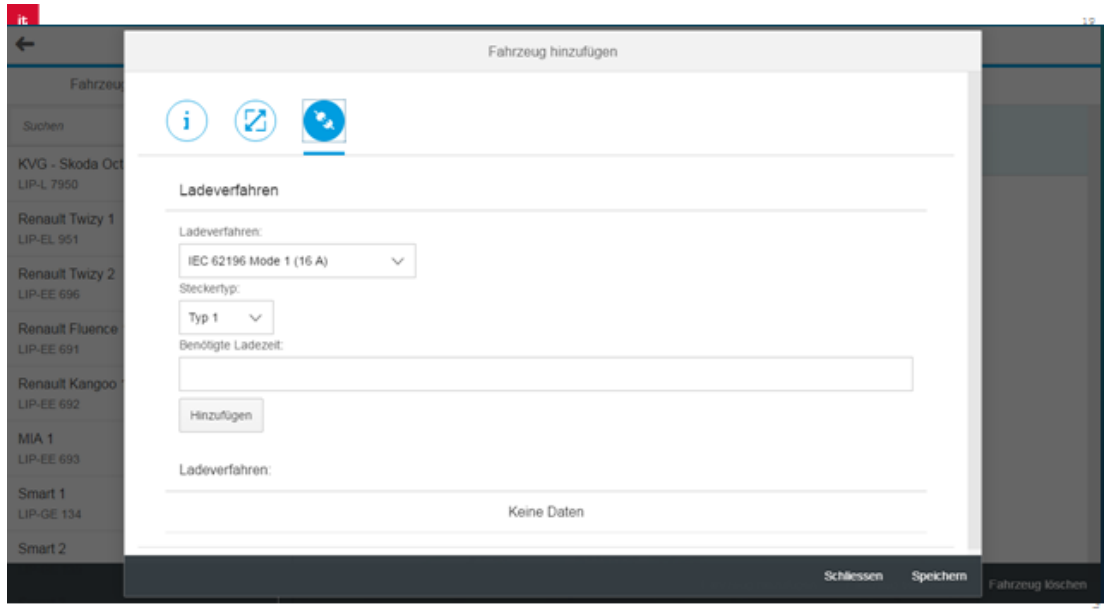 it
19
Fahrzeug hinzufügen
Fahrzeug
Suchen
KVG - Skoda Oct
LIP-L 7950
Renault Twizy 1
LIP-EL 951
Renault Twizy 2
LIP-EE 696
Renault Fluence
LIP-EE 691
Renault Kangoo
LIP-EE 692
MIA 1
LIP-EE 693
Smart 1
LIP-GE 134
Smart 2
i
Ladeverfahren
Ladeverfahren:
IEC 62196 Mode 1 (16 A)
Steckertyp:
Typ 1
Benötigte Ladezeit:
Hinzufügen
Ladeverfahren:
Keine Daten
Schliessen Speichern
Fahrzeug löschen